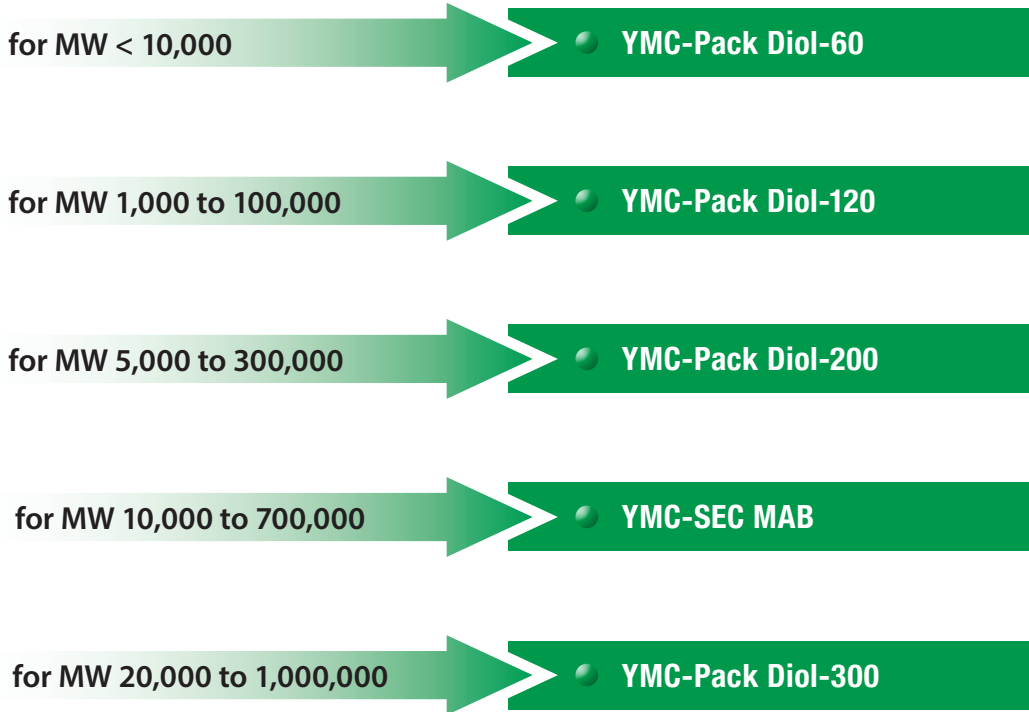 for MW < 10,000 YMC-Pack Diol-60
for MW 1,000 to 100,000 YMC-Pack Diol-120
for MW 5,000 to 300,000 YMC-Pack Diol-200
for MW 10,000 to 700,000 YMC-SEC MAB
for MW 20,000 to 1,000,000 YMC-Pack Diol-300